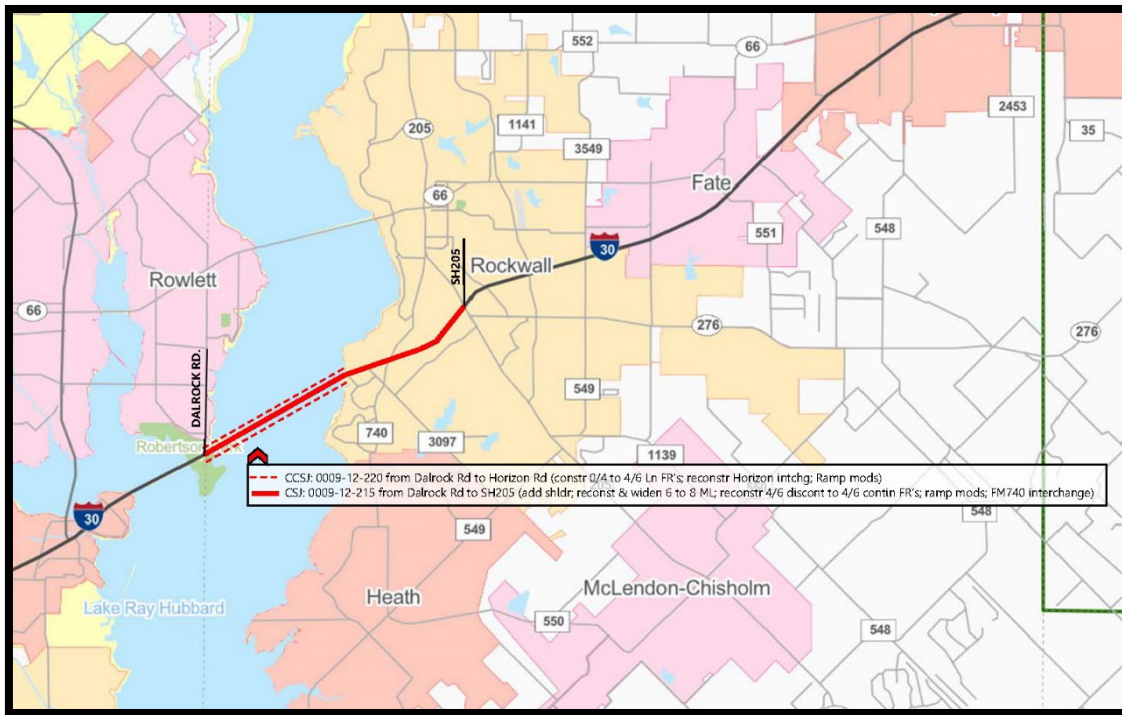 552
66
2453
205
1141
35
3549
66
Fate
548
551
30
SH205
Rockwall
Rowlett
66
276
276
DALROCK RD.
549
740
3097
1139
CCSJ: 0009-12-220 from Dalrock Rd to Horizon Rd (constr 0/4 to 4/6 Ln FR's; reconstr Horizon intchg; Ramp mods)
CSJ: 0009-12-215 from Dalrock Rd to SH205 (add shldr; reconst & widen 6 to 8 ML; reconstr 4/6 discont to 4/6 contin FR's; ramp mods; FM740 interchange)
30
549
548
McLendon-Chisholm
Heath
Lake Ray Hubbard
550
548